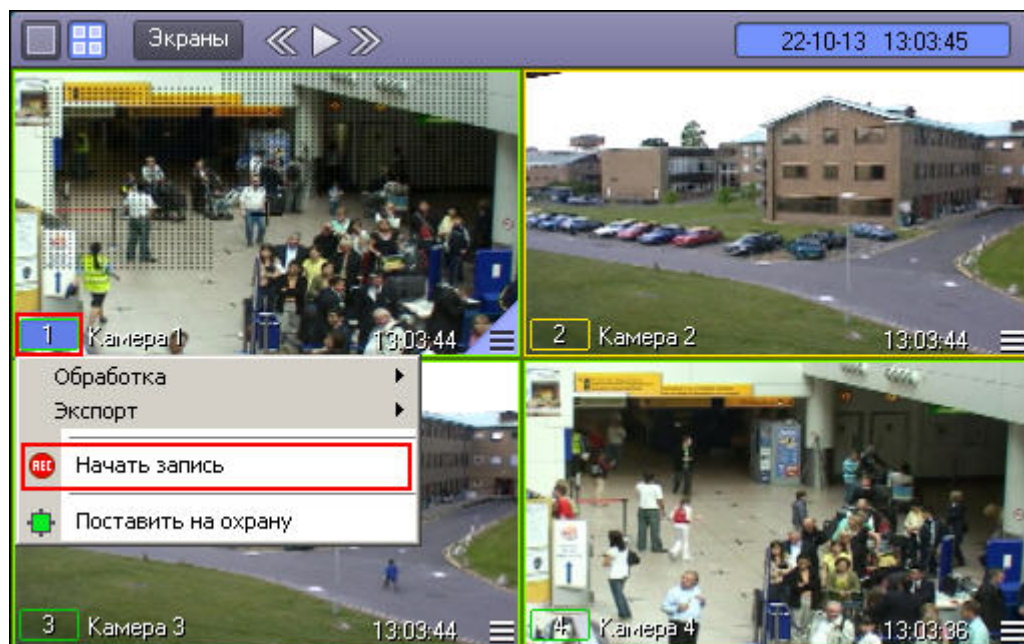 Экраны
22-10-13 13:03:45
1 Камера 1 13:03:44
2 Камера 2 13:03:44
Обработка
Экспорт
REC Начать запись
Поставить на охрану
3 Камера 3 13:03:44
4 Камера 4 13:03:36